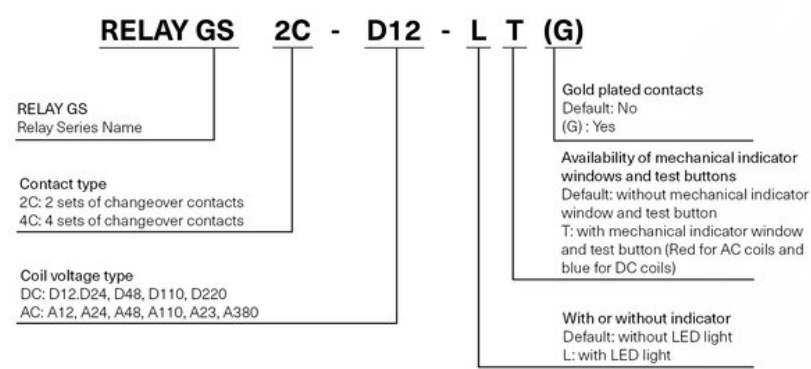 RELAY GS 2C - D12 - L T (G)
RELAY GS
Relay Series Name
Contact type
2C: 2 sets of changeover contacts
4C: 4 sets of changeover contacts
Coil voltage type
DC: D12.D24, D48, D110, D220
AC: A12, A24, A48, A110, A23, A380
Gold plated contacts
Default: No
(G) : Yes
Availability of mechanical indicator
windows and test buttons
Default: without mechanical indicator
window and test button
T: with mechanical indicator window
and test button (Red for AC coils and
blue for DC coils)
With or without indicator
Default: without LED light
L: with LED light